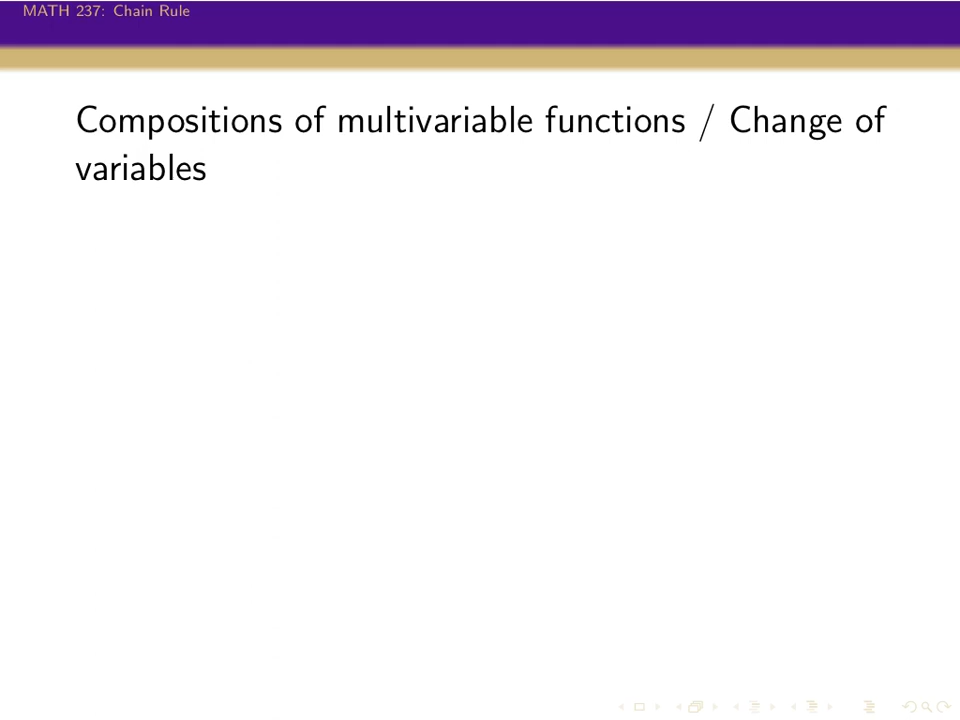 MATH 237: Chain Rule
Compositions of multivariable functions / Change of
variables